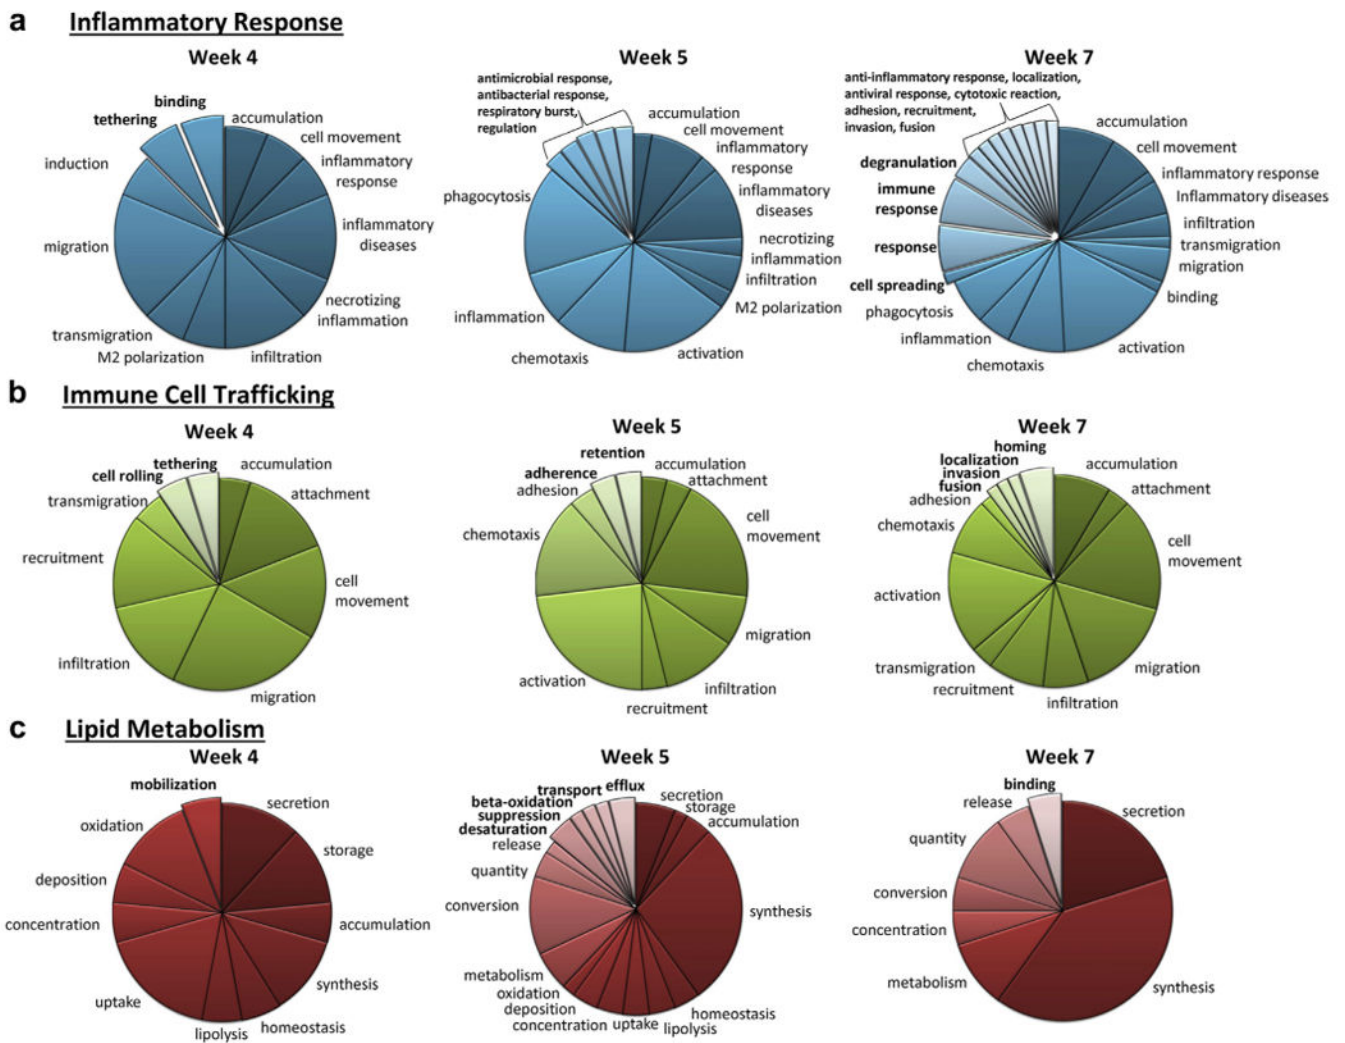 a Inflammatory Response
Week 4
binding
tethering
accumulation
cell movement
inflammatory
response
inflammatory
diseases
necrotizing
inflammation
infiltration
M2 polarization
transmigration
migration
induction
Week 5
antimicrobial response,
antibacterial response,
respiratory burst,
regulation
accumulation
cell movement
inflammatory
response
inflammatory
diseases
necrotizing
inflammation
infiltration
M2 polarization
activation
chemotaxis
inflammation
phagocytosis
Week 7
anti-inflammatory response, localization,
antiviral response, cytotoxic reaction,
adhesion, recruitment,
invasion, fusion
accumulation
cell movement
inflammatory response
Inflammatory diseases
infiltration
transmigration
migration
binding
activation
chemotaxis
inflammation
phagocytosis
cell spreading
response
immune
response
degranulation
b Immune Cell Trafficking
Week 4
tethering
cell rolling
accumulation
attachment
cell
movement
migration
infiltration
recruitment
transmigration
Week 5
retention
adherence
accumulation
attachment
cell
movement
migration
infiltration
recruitment
activation
chemotaxis
adhesion
Week 7
homing
localization
invasion
fusion
accumulation
attachment
cell
movement
migration
infiltration
recruitment
transmigration
activation
chemotaxis
adhesion
c Lipid Metabolism
Week 4
mobilization
secretion
storage
accumulation
synthesis
homeostasis
lipolysis
uptake
concentration
deposition
oxidation
Week 5
efflux
transport
beta-oxidation
suppression
desaturation
secretion
storage
accumulation
synthesis
homeostasis
lipolysis
uptake
concentration
deposition
oxidation
metabolism
conversion
quantity
release
Week 7
binding
secretion
synthesis
metabolism
concentration
conversion
quantity
release